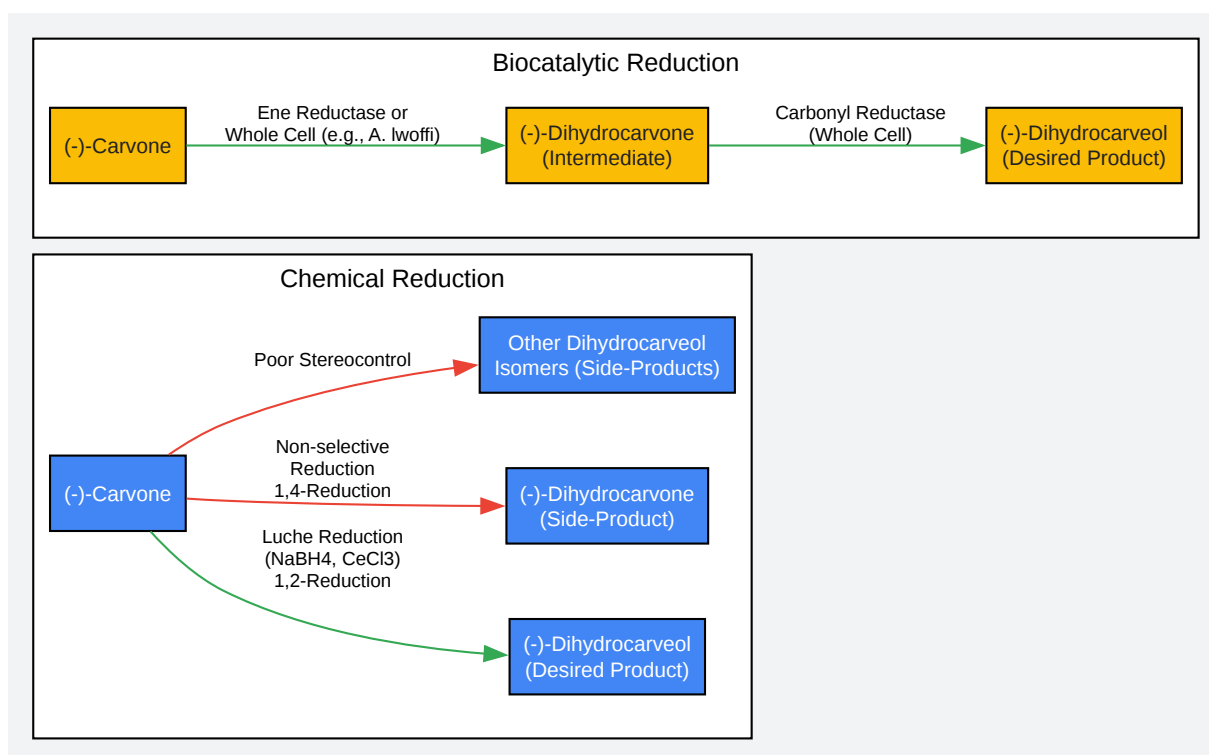 Biocatalytic Reduction
(-)-Carvone
Ene Reductase or
Whole Cell (e.g., A. lwoffi)
(-)-Dihydrocarvone
(Intermediate)
Carbonyl Reductase
(Whole Cell)
(-)-Dihydrocarveol
(Desired Product)
Chemical Reduction
(-)-Carvone
Poor Stereocontrol
Other Dihydrocarveol
Isomers (Side-Products)
Non-selective
Reduction
1,4-Reduction
(-)-Dihydrocarvone
(Side-Product)
Luche Reduction
(NaBH4, CeCl3)
1,2-Reduction
(-)-Dihydrocarveol
(Desired Product)